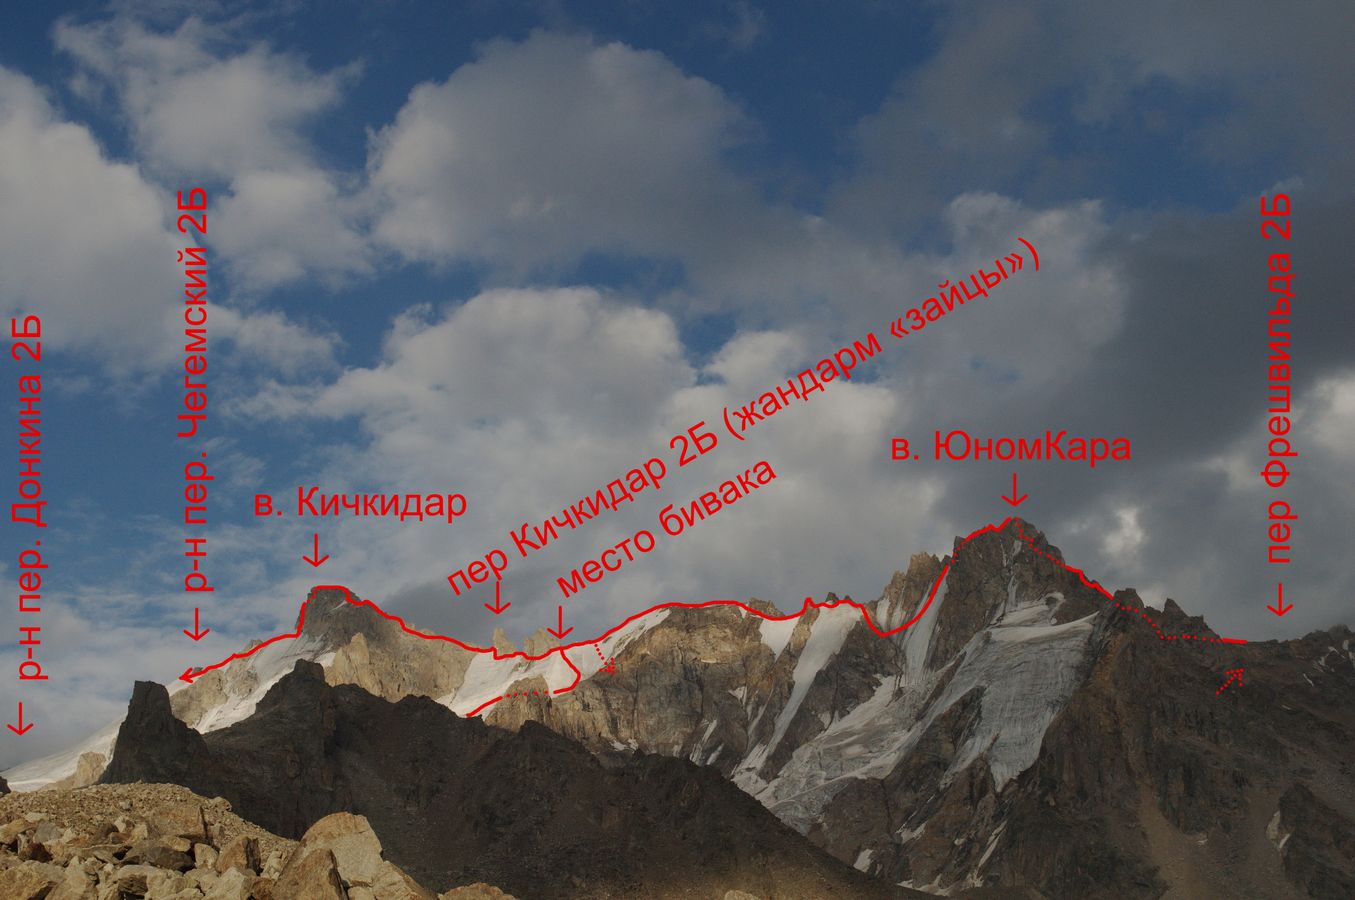 р-н пер. Донкина 2Б
р-н пер. Чегемский 2Б
в. Кичкидар
пер Кичкидар 2Б (жандарм «зайцы»)
место бивака
в. ЮномКара
пер Фрешвильда 2Б